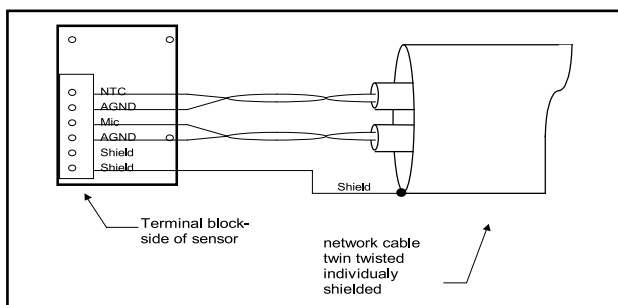 NTC
AGND
Mic
AGND
Shield
Shield
Shield
Terminal block-
side of sensor
network cable
twin twisted
individualy
shielded